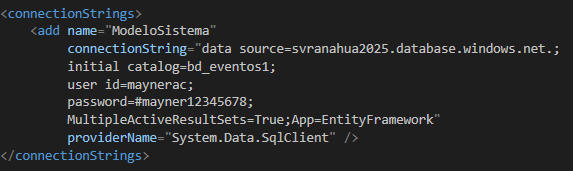 <connectionStrings>
<add name="ModeloSistema"
connectionString="data source=svranahua2025.database.windows.net.;
initial catalog=bd_eventos1;
user id=maynerac;
password=#mayner12345678;
MultipleActiveResultSets=True;App=EntityFramework"
providerName="System.Data.SqlClient" />
</connectionStrings>